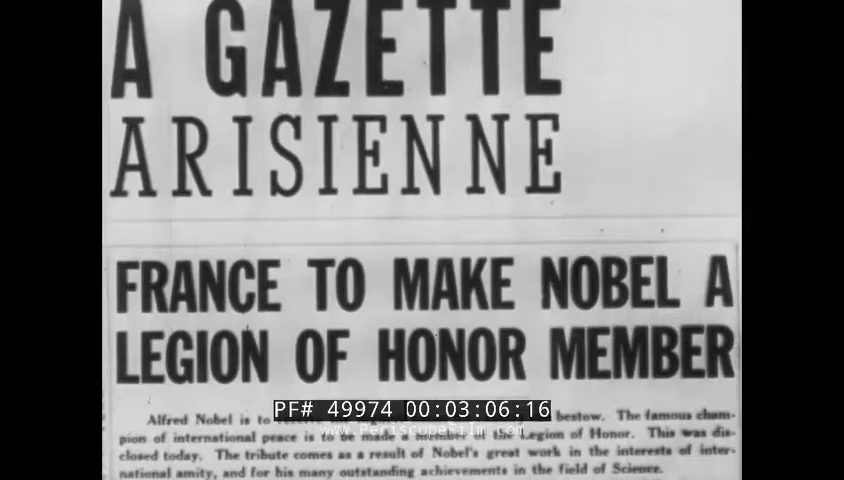 A GAZETTE
ARISIENNE
FRANCE TO MAKE NOBEL A
LEGION OF HONOR MEMBER
Alfred Nobel is to bestow. The famous cham-
PF# 49974 00:03:06:16
pion of international peace is to be made a member of the Legion of Honor. This was dis-
www.PeriscopeFilm.com
closed today. The tribute comes as a result of Nobel's great work in the interests of inter-
national amity, and for his many outstanding achievements in the field of Science.